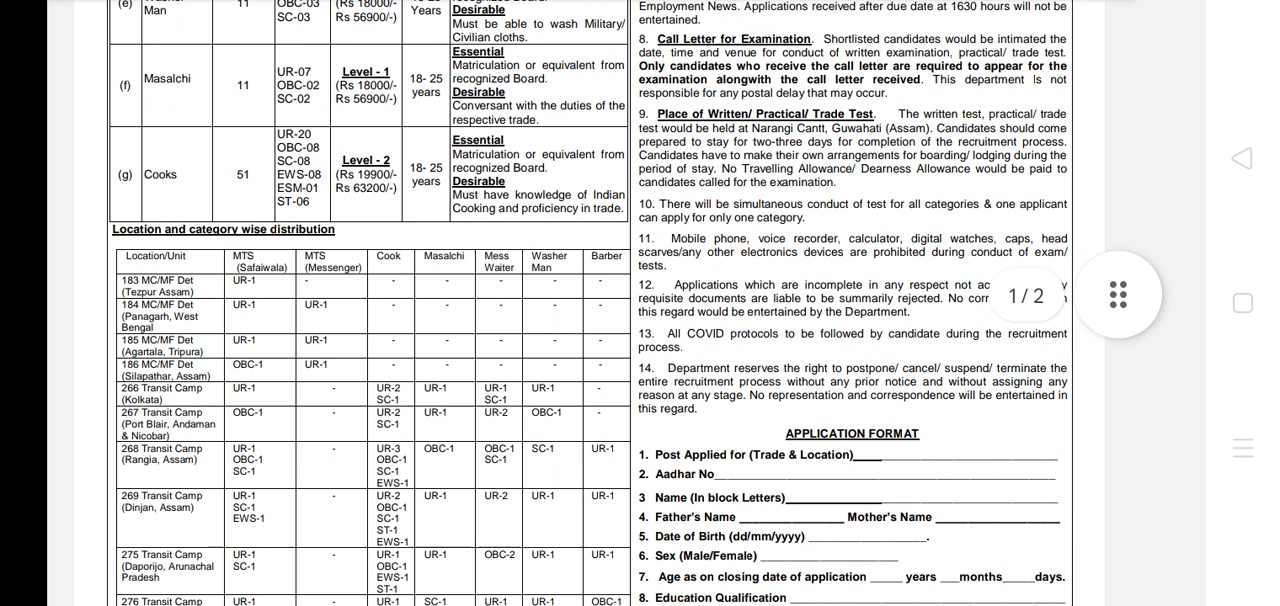 (e)
Man
11
OBC-03
SC-03
(Rs 18000/-
Rs 56900/-)
Years
Desirable
Must be able to wash Military/
Civilian cloths.
(f)
Masalchi
11
UR-07
OBC-02
SC-02
Level - 1
(Rs 18000/-
Rs 56900/-)
18- 25
years
Essential
Matriculation or equivalent from
recognized Board.
Desirable
Conversant with the duties of the
respective trade.
(g)
Cooks
51
UR-20
OBC-08
SC-08
EWS-08
ESM-01
ST-06
Level - 2
(Rs 19900/-
Rs 63200/-)
18- 25
years
Essential
Matriculation or equivalent from
recognized Board.
Desirable
Must have knowledge of Indian
Cooking and proficiency in trade.
Location and category wise distribution
Location/Unit MTS (Safaiwala) MTS (Messenger) Cook Masalchi Mess Waiter Washer Man Barber
183 MC/MF Det UR-1 - - - - - -
(Tezpur Assam)
184 MC/MF Det UR-1 UR-1 - - - - -
(Panagarh, West
Bengal
185 MC/MF Det UR-1 UR-1 - - - - -
(Agartala, Tripura)
186 MC/MF Det OBC-1 UR-1 - - - - -
(Silapathar, Assam)
266 Transit Camp UR-1 - UR-2 UR-1 UR-1 UR-1 -
(Kolkata) SC-1 SC-1
267 Transit Camp OBC-1 - UR-2 UR-1 UR-2 OBC-1 -
(Port Blair, Andaman SC-1
& Nicobar)
268 Transit Camp UR-1 - UR-3 OBC-1 OBC-1 SC-1 UR-1
(Rangia, Assam) OBC-1 OBC-1 SC-1
SC-1 SC-1
EWS-1
269 Transit Camp UR-1 - UR-2 UR-1 UR-2 UR-1 UR-1
(Dinjan, Assam) SC-1 OBC-1
EWS-1 SC-1
ST-1
EWS-1
275 Transit Camp UR-1 - UR-1 UR-1 OBC-2 UR-1 UR-1
(Daporijo, Arunachal SC-1 OBC-1
Pradesh EWS-1
ST-1
276 Transit Camp UR-1 - UR-1 SC-1 UR-1 UR-1 OBC-1
Employment News. Applications received after due date at 1630 hours will not be
entertained.
8. Call Letter for Examination. Shortlisted candidates would be intimated the
date, time and venue for conduct of written examination, practical/ trade test.
Only candidates who receive the call letter are required to appear for the
examination alongwith the call letter received. This department Is not
responsible for any postal delay that may occur.
9. Place of Written/ Practical/ Trade Test. The written test, practical/ trade
test would be held at Narangi Cantt, Guwahati (Assam). Candidates should come
prepared to stay for two-three days for completion of the recruitment process.
Candidates have to make their own arrangements for boarding/ lodging during the
period of stay. No Travelling Allowance/ Dearness Allowance would be paid to
candidates called for the examination.
10. There will be simultaneous conduct of test for all categories & one applicant
can apply for only one category.
11. Mobile phone, voice recorder, calculator, digital watches, caps, head
scarves/any other electronics devices are prohibited during conduct of exam/
tests.
12. Applications which are incomplete in any respect not
requisite documents are liable to be summarily rejected. No
this regard would be entertained by the Department.
1 / 2
13. All COVID protocols to be followed by candidate during the recruitment
process.
14. Department reserves the right to postpone/ cancel/ suspend/ terminate the
entire recruitment process without any prior notice and without assigning any
reason at any stage. No representation and correspondence will be entertained in
this regard.
APPLICATION FORMAT
1. Post Applied for (Trade & Location)____
2. Aadhar No____
3 Name (In block Letters)____
4. Father's Name ____ Mother's Name ____
5. Date of Birth (dd/mm/yyyy) ____.
6. Sex (Male/Female) ____
7. Age as on closing date of application ____ years ___months____days.
8. Education Qualification ____